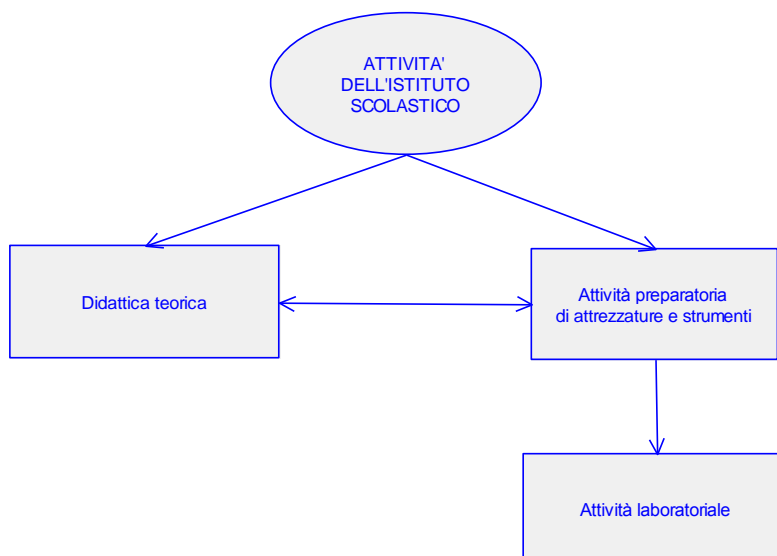 ATTIVITA'
DELL'ISTITUTO
SCOLASTICO
Didattica teorica
Attività preparatoria
di attrezzature e strumenti
Attività laboratoriale